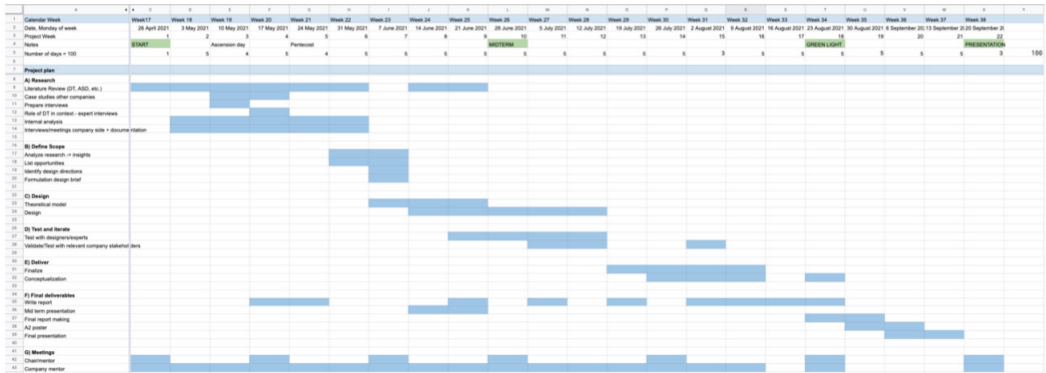 Calendar Week Week17 Week 18 Week 19 Week 20 Week 21 Week 22 Week 23 Week 24 Week 25 Week 26 Week 27 Week 28 Week 29 Week 30 Week 31 Week 32 Week 33 Week 34 Week 35 Week 36 Week 37 Week 38
Date, Monday of week 26 April 2021 3 May 2021 10 May 2021 17 May 2021 24 May 2021 31 May 2021 7 June 2021 14 June 2021 21 June 2021 28 June 2021 5 July 2021 12 July 2021 19 July 2021 26 July 2021 2 August 2021 9 August 2021 16 August 2021 23 August 2021 30 August 2021 6 September 20 13 September 2 20 September 2
Project Week 1 2 3 4 5 6 7 8 9 10 11 12 13 14 15 16 17 18 19 20 21 22
Notes START Ascension day Pentecost MIDTERM GREEN LIGHT PRESENTATION
Number of days = 100 1 5 4 5 4 5 5 5 5 5 5 5 5 5 3 5 5 5 5 5 5 3 100
Project plan
A) Research
Literature Review (DT, ASD, etc.)
Case studies other companies
Prepare interviews
Role of DT in context - expert interviews
Internal analysis
Interviews/meetings company side + documentation
B) Define Scope
Analyze research -> insights
List opportunities
Identify design directions
Formulation design brief
C) Design
Theoretical model
Design
D) Test and iterate
Test with designers/experts
Validate/Test with relevant company stakeholders
E) Deliver
Finalize
Conceptualization
F) Final deliverables
Write report
Mid term presentation
Final report making
A2 poster
Final presentation
G) Meetings
Chair/mentor
Company mentor